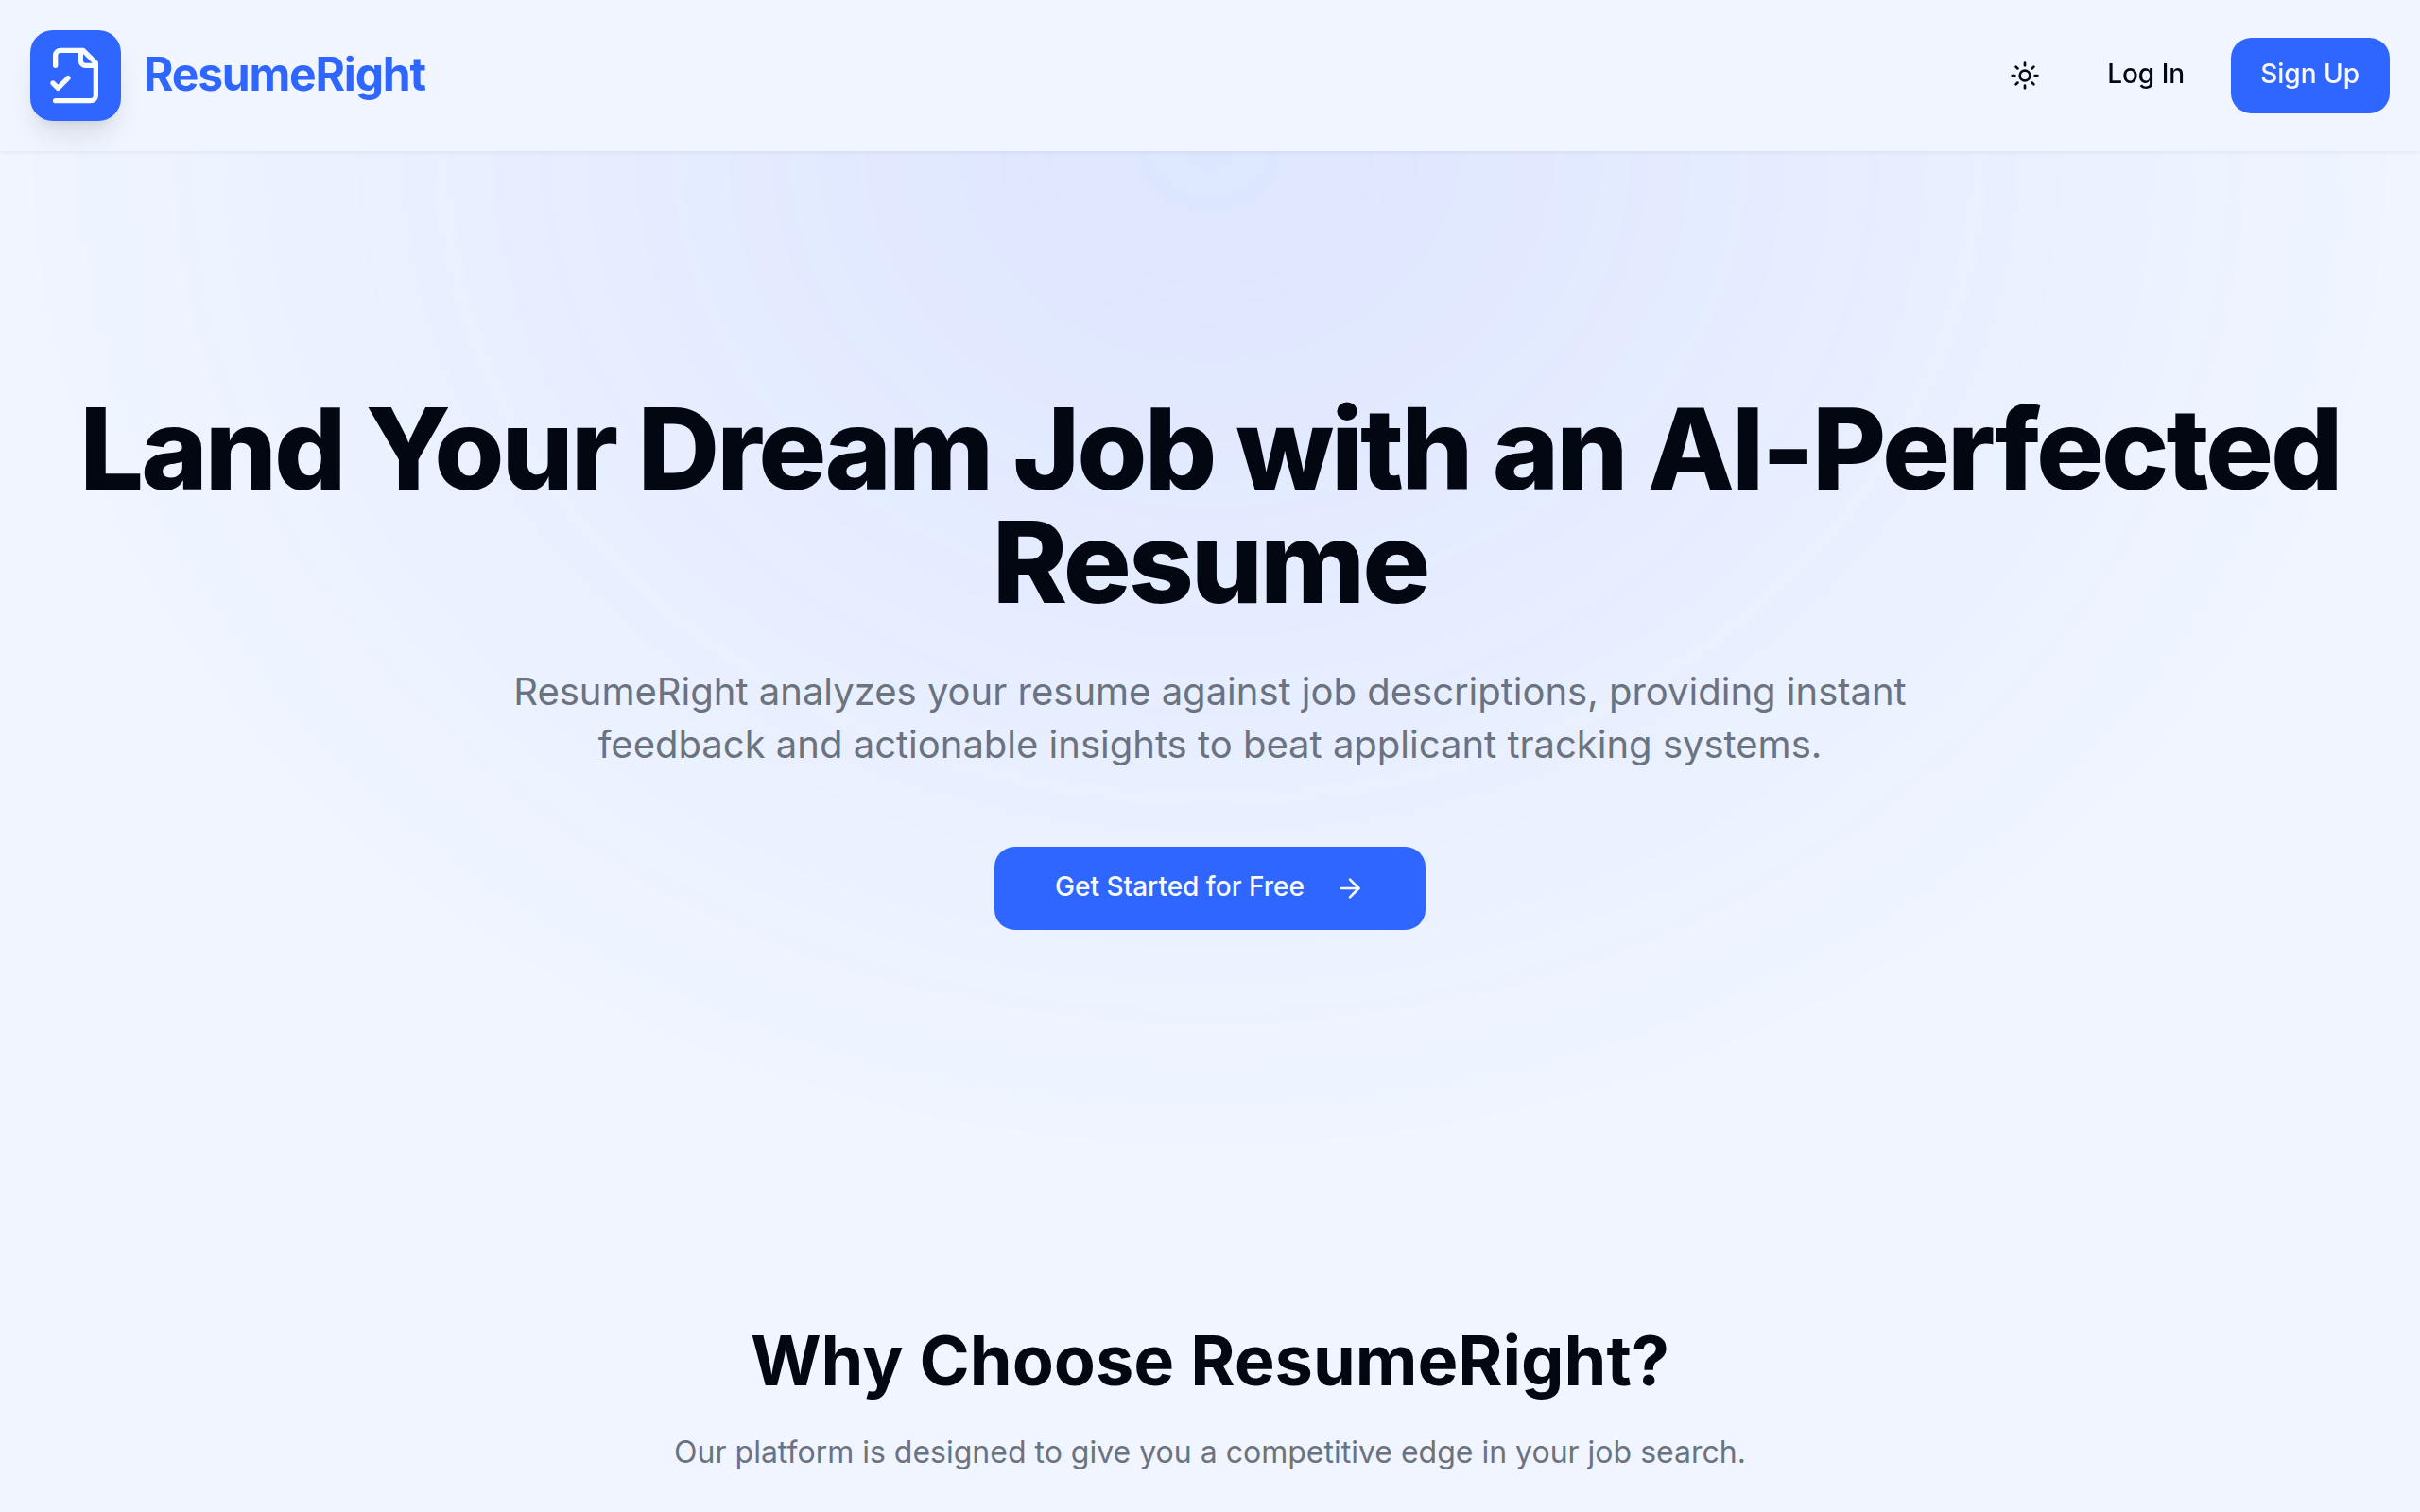 ResumeRight
Log In
Sign Up
Land Your Dream Job with an AI-Perfected
Resume
ResumeRight analyzes your resume against job descriptions, providing instant
feedback and actionable insights to beat applicant tracking systems.
Get Started for Free
Why Choose ResumeRight?
Our platform is designed to give you a competitive edge in your job search.